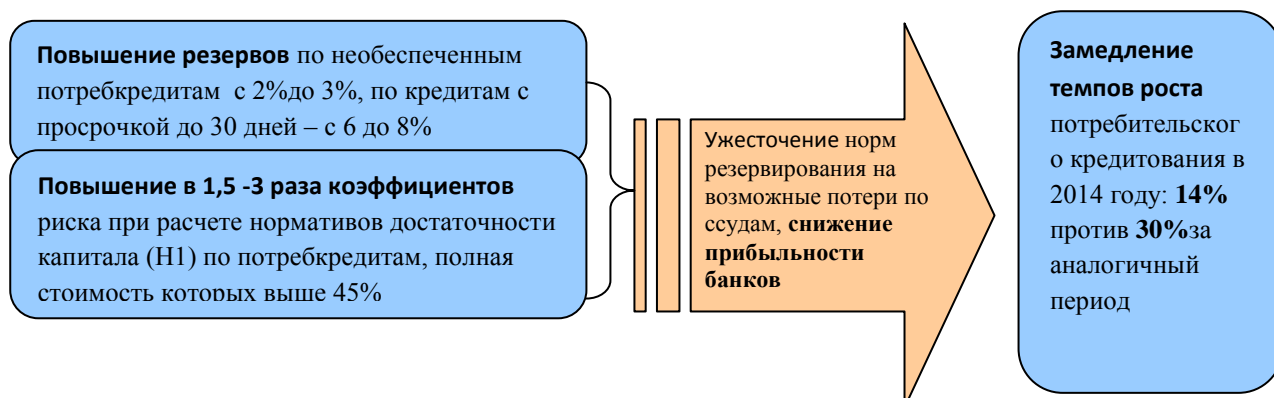 Повышение резервов по необеспеченным
потребкредитам с 2%до 3%, по кредитам с
просрочкой до 30 дней – с 6 до 8%
Повышение в 1,5 -3 раза коэффициентов
риска при расчете нормативов достаточности
капитала (Н1) по потребкредитам, полная
стоимость которых выше 45%
Ужесточение норм
резервирования на
возможные потери по
ссудам, снижение
прибыльности
банков
Замедление
темпов роста
потребительског
о кредитования в
2014 году: 14%
против 30%за
аналогичный
период